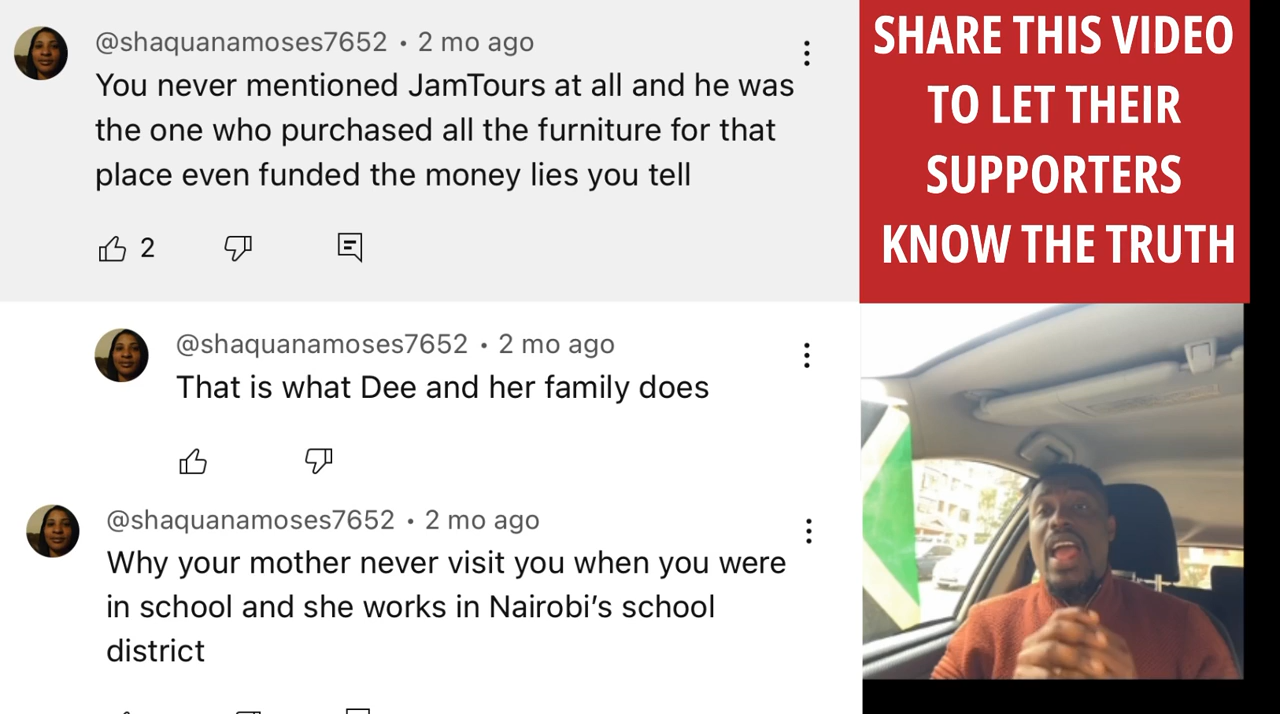 @shaquanamoses7652 • 2 mo ago
You never mentioned JamTours at all and he was
the one who purchased all the furniture for that
place even funded the money lies you tell
2
@shaquanamoses7652 • 2 mo ago
That is what Dee and her family does
@shaquanamoses7652 • 2 mo ago
Why your mother never visit you when you were
in school and she works in Nairobi's school
district
SHARE THIS VIDEO
TO LET THEIR
SUPPORTERS
KNOW THE TRUTH